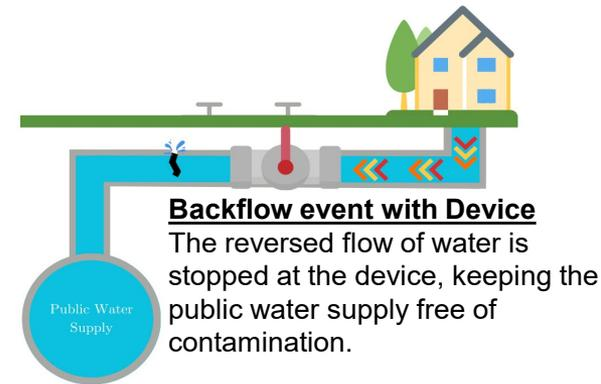 Backflow event with Device
The reversed flow of water is
stopped at the device, keeping the
public water supply free of
contamination.
Public Water
Supply